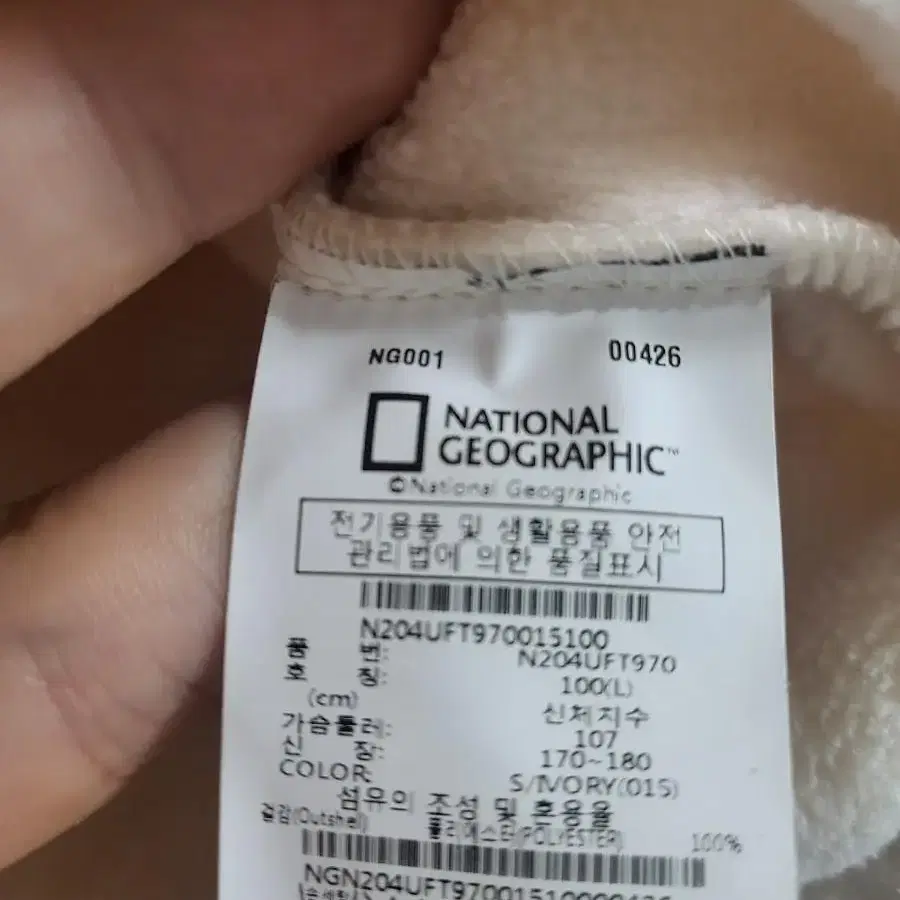 NG001 00426
NATIONAL
GEOGRAPHIC™
©National Geographic
전기용품 및 생활용품 안전
관리법에 의한 품질표시
N204UFT970015100
품 번: N204UFT970
호 칭: 100(L)
(cm) 신체지수
가슴둘레: 107
신 장: 170~180
COLOR: S/IVORY(015)
섬유의 조성 및 혼용율
겉감(Outshel) 폴리에스터(POLYESTER) 100%
NGN204UFT97001510000426